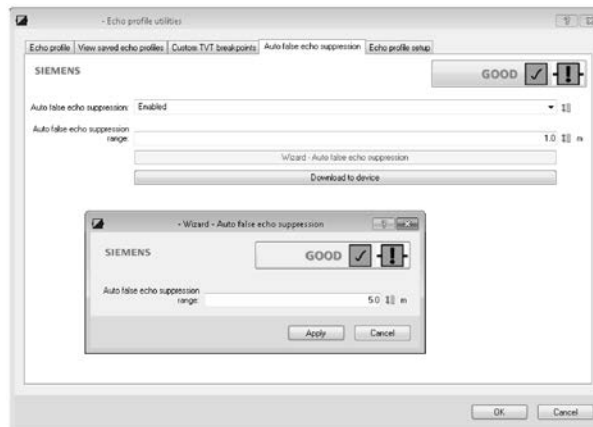 - Echo profile utilities
Echo profile View saved echo profiles Custom TVT breakpoints Auto false echo suppression Echo profile setup
SIEMENS
GOOD
Auto false echo suppression: Enabled
Auto false echo suppression
range: 1.0 m
Wizard - Auto false echo suppression
Download to device
- Wizard - Auto false echo suppression
SIEMENS
GOOD
Auto false echo suppression
range: 5.0 m
Apply Cancel
OK Cancel